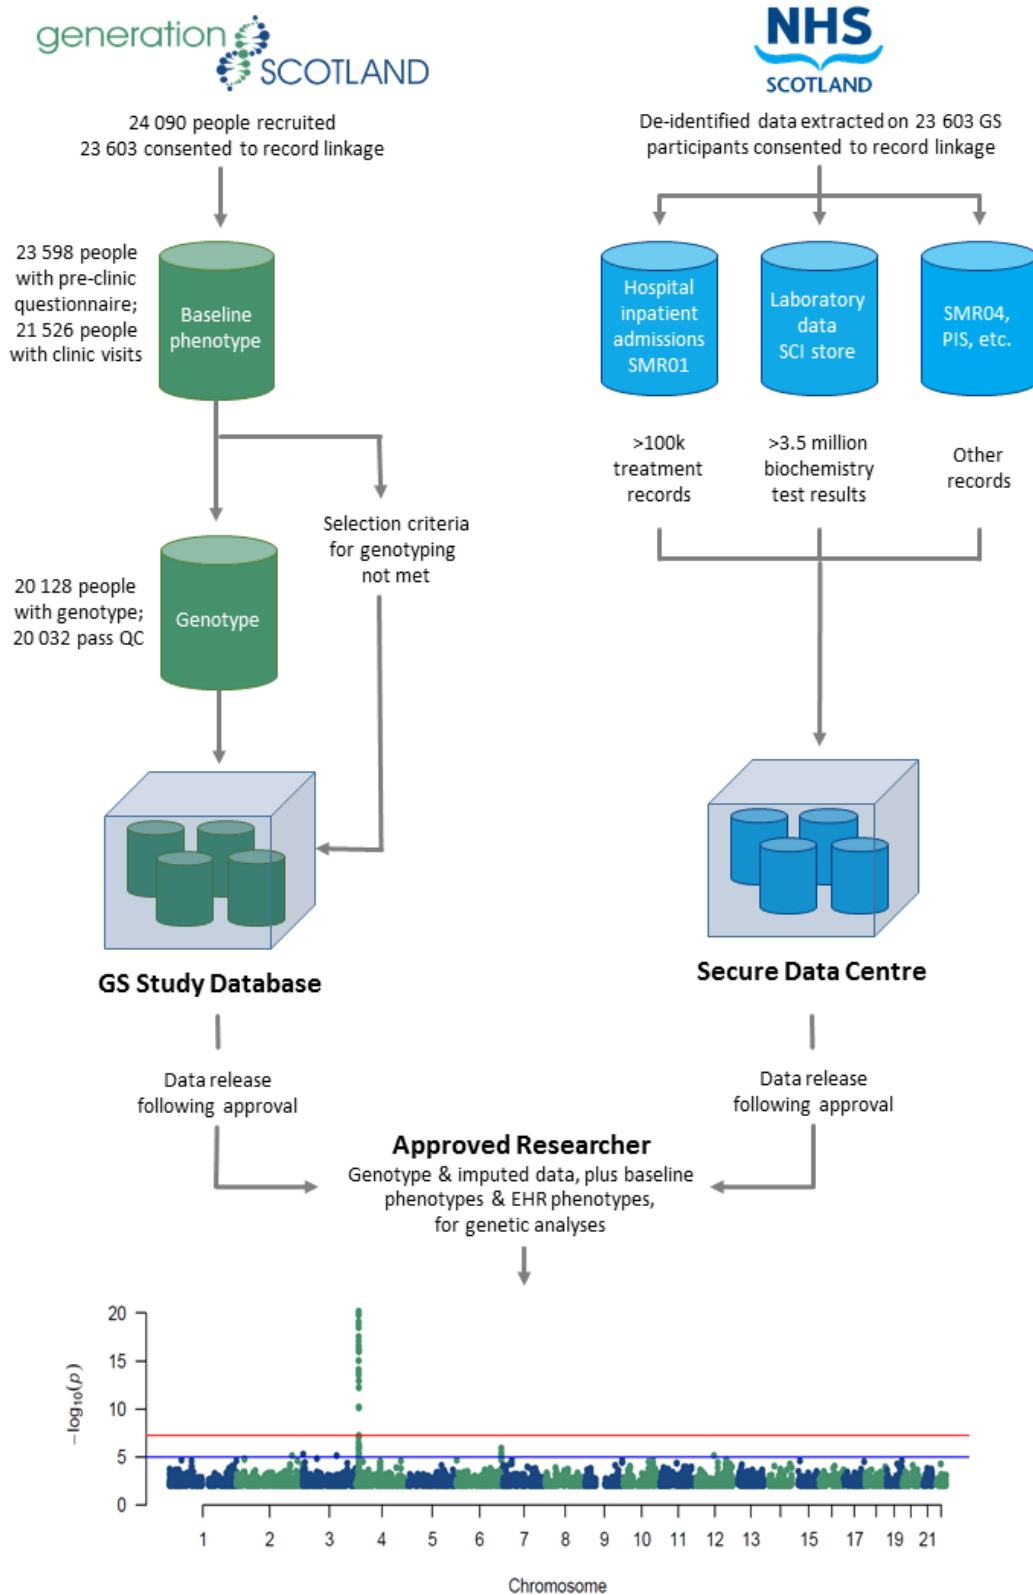 generation
SCOTLAND
24 090 people recruited
23 603 consented to record linkage
23 598 people
with pre-clinic
questionnaire;
21 526 people
with clinic visits
Baseline
phenotype
Selection criteria
for genotyping
not met
20 128 people
with genotype;
20 032 pass QC
Genotype
GS Study Database
Data release
following approval
NHS
SCOTLAND
De-identified data extracted on 23 603 GS
participants consented to record linkage
Hospital
inpatient
admissions
SMR01
Laboratory
data
SCI store
SMR04,
PIS, etc.
>100k
treatment
records
>3.5 million
biochemistry
test results
Other
records
Secure Data Centre
Data release
following approval
Approved Researcher
Genotype & imputed data, plus baseline
phenotypes & EHR phenotypes,
for genetic analyses
−log10(p)
20
15
10
5
0
1 2 3 4 5 6 7 8 9 10 11 12 13 15 17 19 21
Chromosome